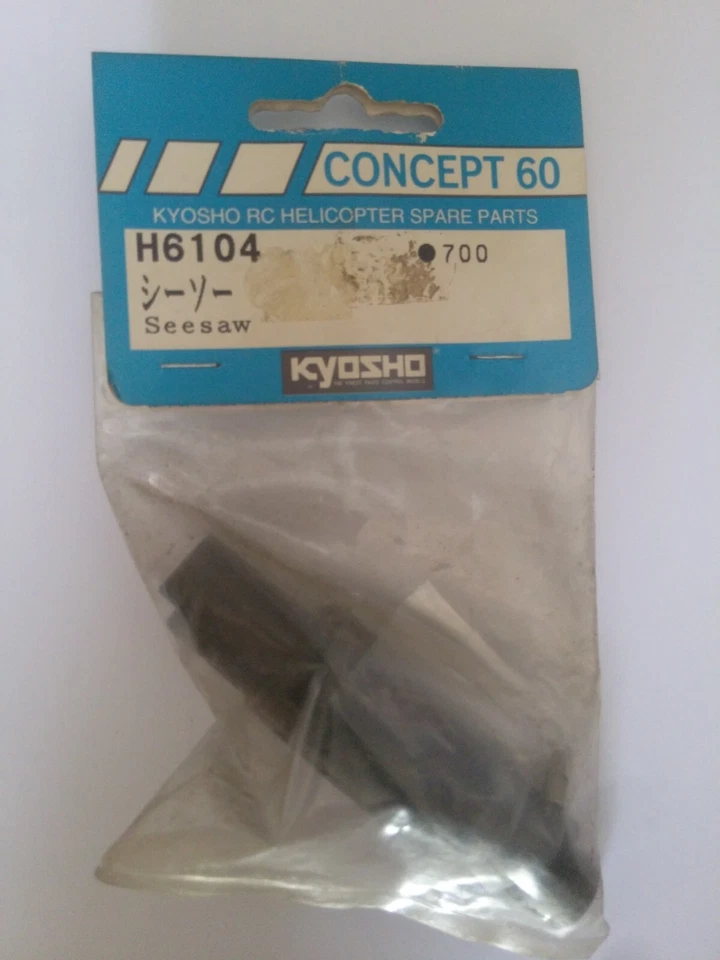 CONCEPT 60
KYOSHO RC HELICOPTER SPARE PARTS
H6104 ●700
シーソー
Seesaw
KYOSHO